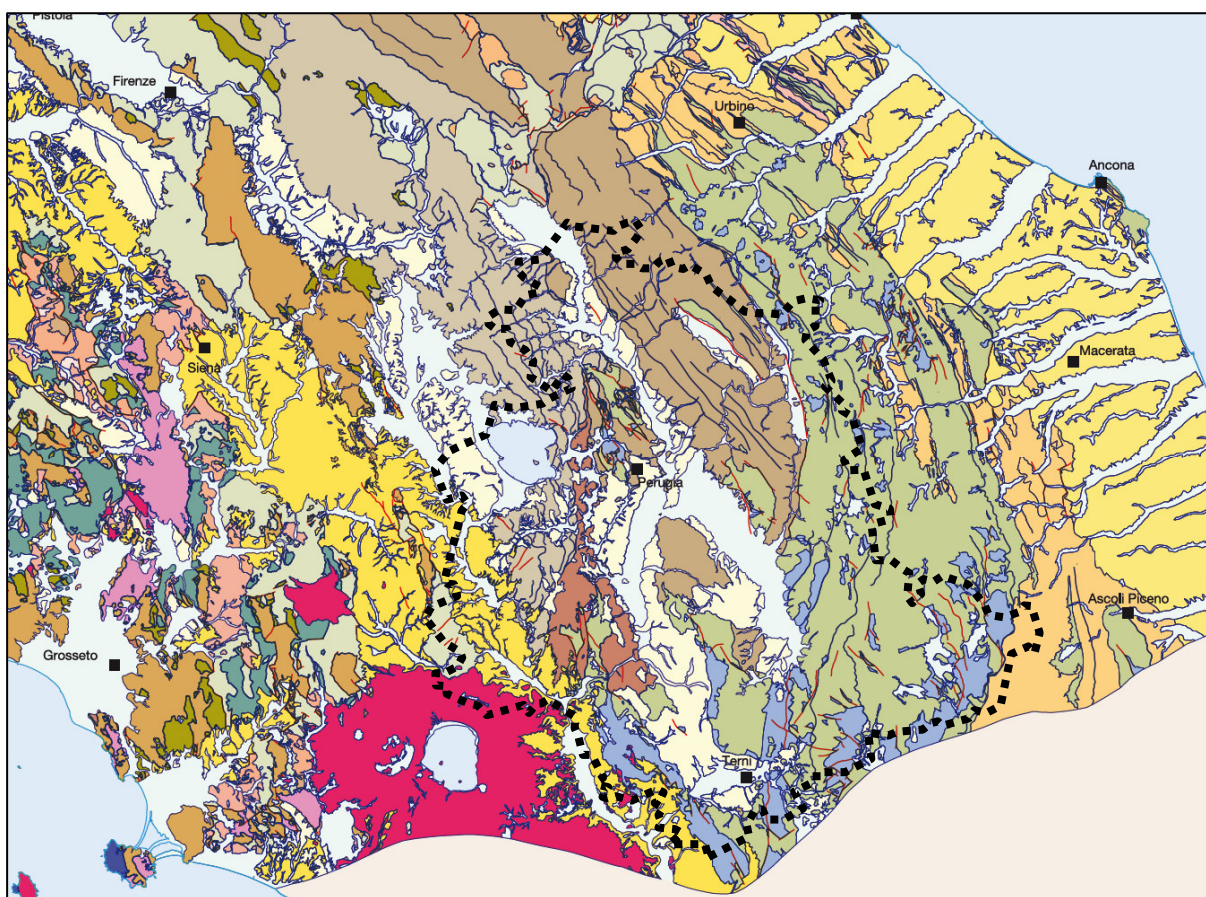 Pistoia
Firenze
Urbino
Ancona
Siena
Macerata
Perugia
Ascoli Piceno
Grosseto
Terni